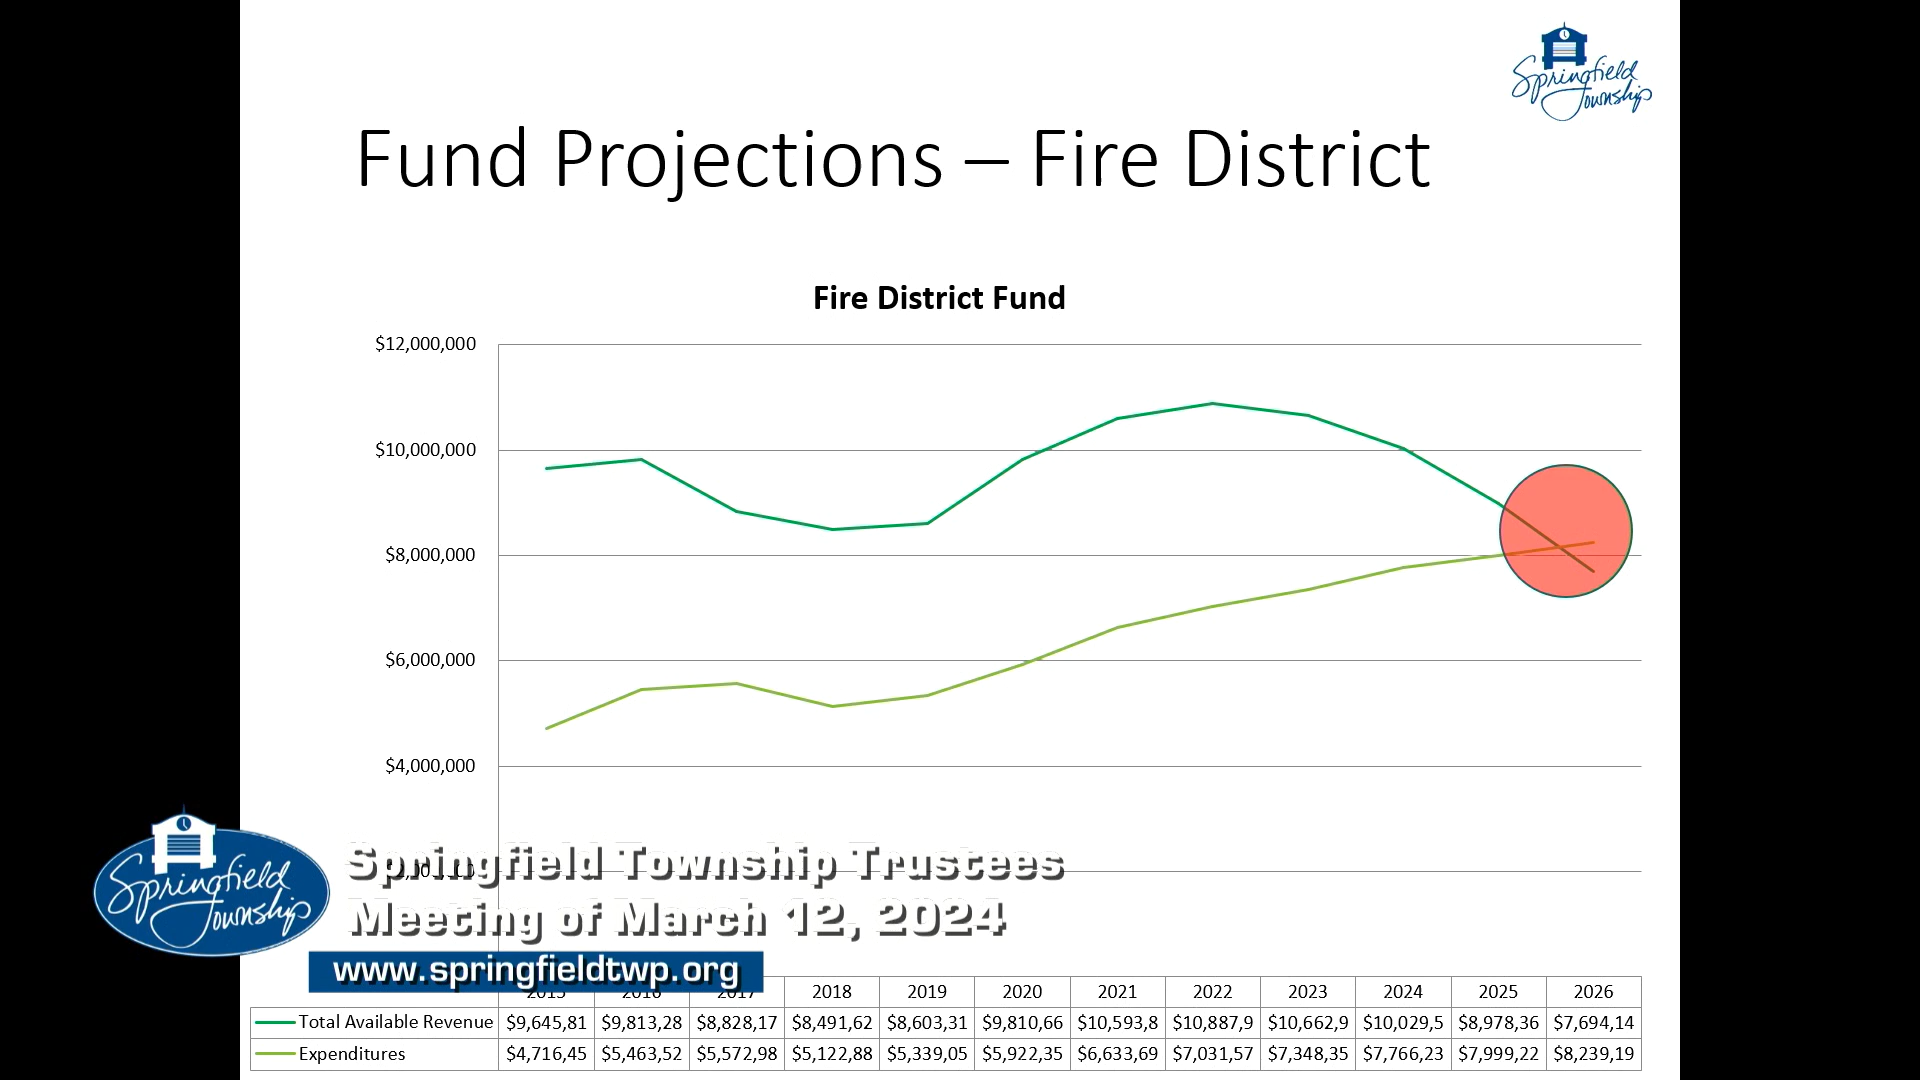 Springfield
Township
Fund Projections – Fire District
Fire District Fund
$12,000,000
$10,000,000
$8,000,000
$6,000,000
$4,000,000
Springfield Township Trustees
Meeting of March 12, 2024
www.springfieldtwp.org
Springfield
Township
2015 2016 2017 2018 2019 2020 2021 2022 2023 2024 2025 2026
Total Available Revenue $9,645,81 $9,813,28 $8,828,17 $8,491,62 $8,603,31 $9,810,66 $10,593,8 $10,887,9 $10,662,9 $10,029,5 $8,978,36 $7,694,14
Expenditures $4,716,45 $5,463,52 $5,572,98 $5,122,88 $5,339,05 $5,922,35 $6,633,69 $7,031,57 $7,348,35 $7,766,23 $7,999,22 $8,239,19